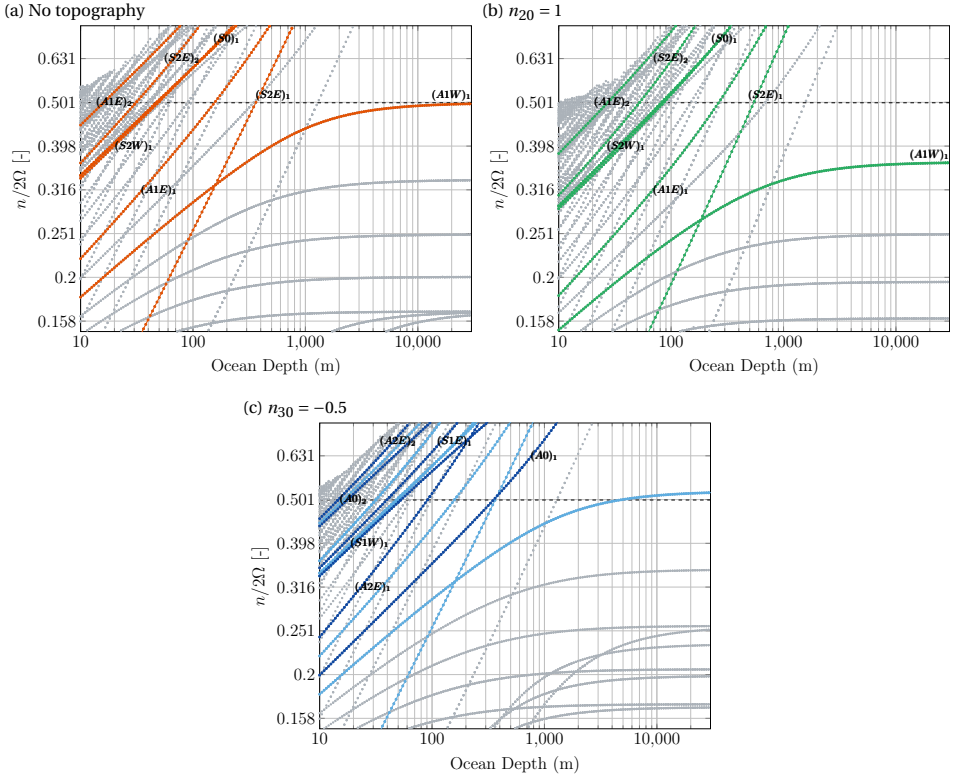 (a) No topography
0.631
0.501
0.398
0.316
0.251
0.2
0.158
n/2Ω [-]
10
100
1,000
10,000
Ocean Depth (m)
(S0)₁
(S2E)₂
(A1E)₂
(S2E)₁
(A1W)₁
(S2W)₁
(A1E)₁
(b) n₂₀ = 1
0.631
0.501
0.398
0.316
0.251
0.2
0.158
n/2Ω [-]
10
100
1,000
10,000
Ocean Depth (m)
(S0)₁
(S2E)₂
(A1E)₂
(S2E)₁
(S2W)₁
(A1W)₁
(A1E)₁
(c) n₃₀ = −0.5
0.631
0.501
0.398
0.316
0.251
0.2
0.158
n/2Ω [-]
10
100
1,000
10,000
Ocean Depth (m)
(A2E)₂
(S1E)₁
(A0)₁
(A0)₂
(S1W)₁
(A2E)₁